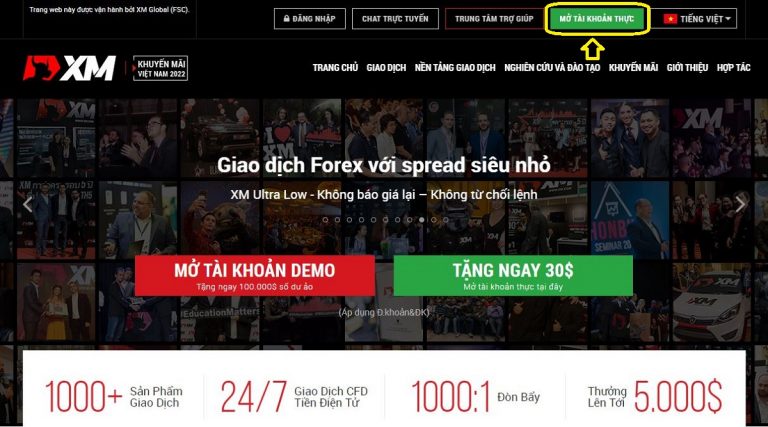 Trang web này được vận hành bởi XM Global (FSC).
ĐĂNG NHẬP
CHAT TRỰC TUYẾN
TRUNG TÂM TRỢ GIÚP
MỞ TÀI KHOẢN THỰC
TIẾNG VIỆT
XM
KHUYẾN MÃI
VIỆT NAM 2022
TRANG CHỦ GIAO DỊCH NỀN TẢNG GIAO DỊCH NGHIÊN CỨU VÀ ĐÀO TẠO KHUYẾN MÃI GIỚI THIỆU HỢP TÁC
Giao dịch Forex với spread siêu nhỏ
XM Ultra Low - Không báo giá lại – Không từ chối lệnh
MỞ TÀI KHOẢN DEMO
Tặng ngay 100.000$ số dư ảo
TẶNG NGAY 30$
Mở tài khoản thực tại đây
(Áp dụng Đ.khoản&ĐK)
SEMINAR 20
#EducationMatters
1000+
Sản Phẩm
Giao Dịch
24/7
Giao Dịch CFD
Tiền Điện Tử
1000:1
Đòn Bẩy
Thưởng
Lên Tới
5.000$